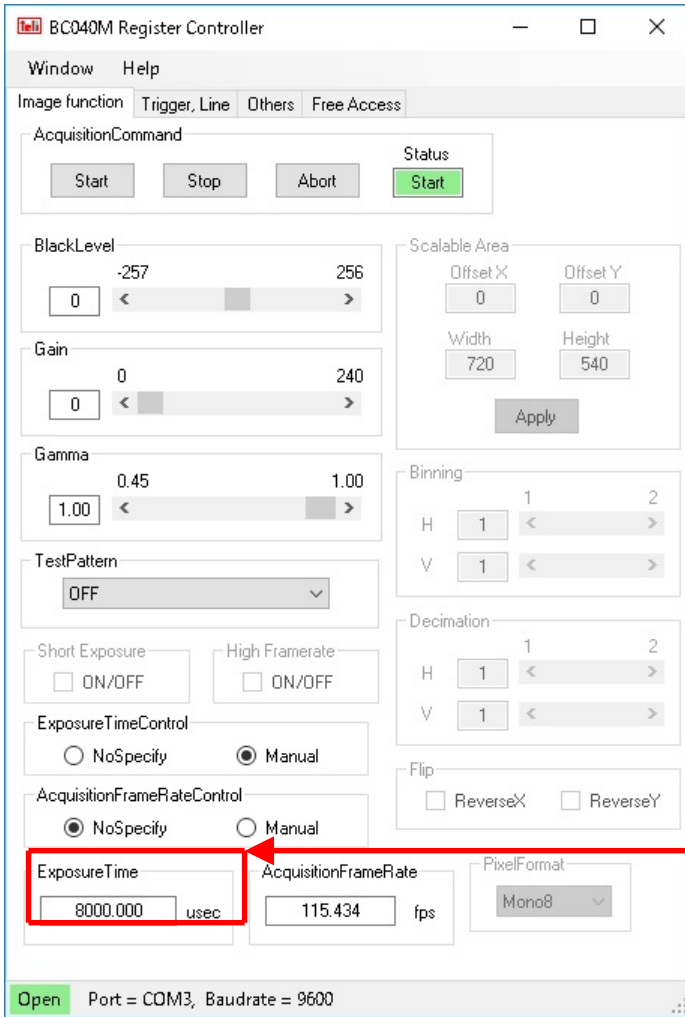 Teli BC040M Register Controller
Window Help
Image function Trigger, Line Others Free Access
AcquisitionCommand
Status
Start Stop Abort Start
BlackLevel
-257 256
0
Gain
0 240
0
Gamma
0.45 1.00
1.00
TestPattern
OFF
Short Exposure High Framerate
ON/OFF ON/OFF
ExposureTimeControl
NoSpecify Manual
AcquisitionFrameRateControl
NoSpecify Manual
ExposureTime AcquisitionFrameRate
8000.000 usec 115.434 fps
Scalable Area
Offset X Offset Y
0 0
Width Height
720 540
Apply
Binning
1 2
H 1
V 1
Decimation
1 2
H 1
V 1
Flip
ReverseX ReverseY
PixelFormat
Mono8
Open Port = COM3, Baudrate = 9600